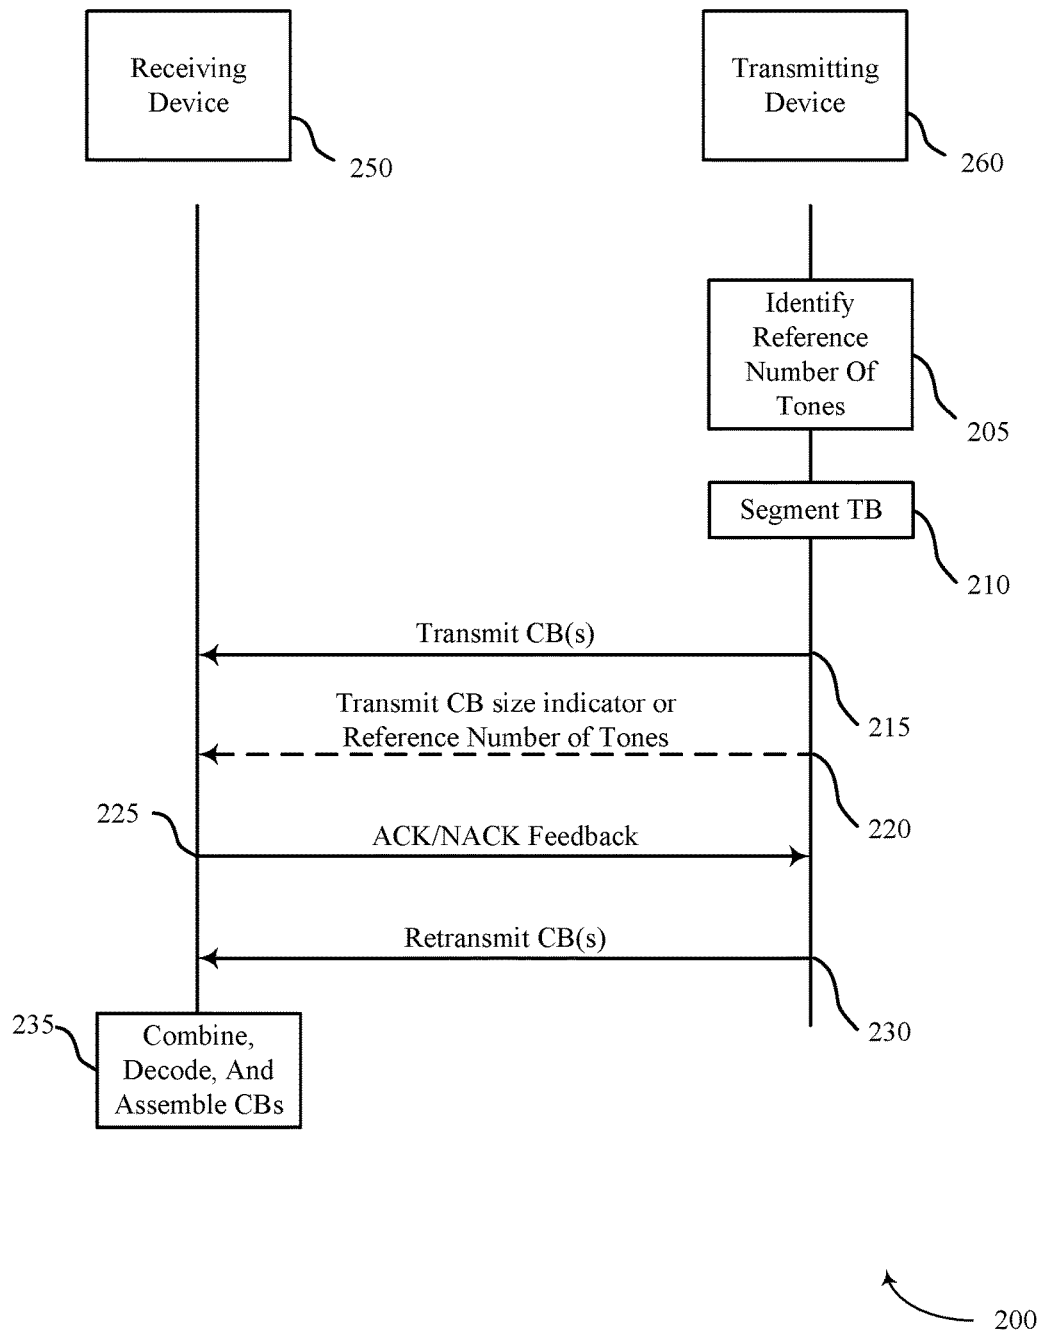 Receiving
Device
250
Transmitting
Device
260
Identify
Reference
Number Of
Tones
205
Segment TB
210
Transmit CB(s)
215
Transmit CB size indicator or
Reference Number of Tones
220
225
ACK/NACK Feedback
Retransmit CB(s)
230
235
Combine,
Decode, And
Assemble CBs
200